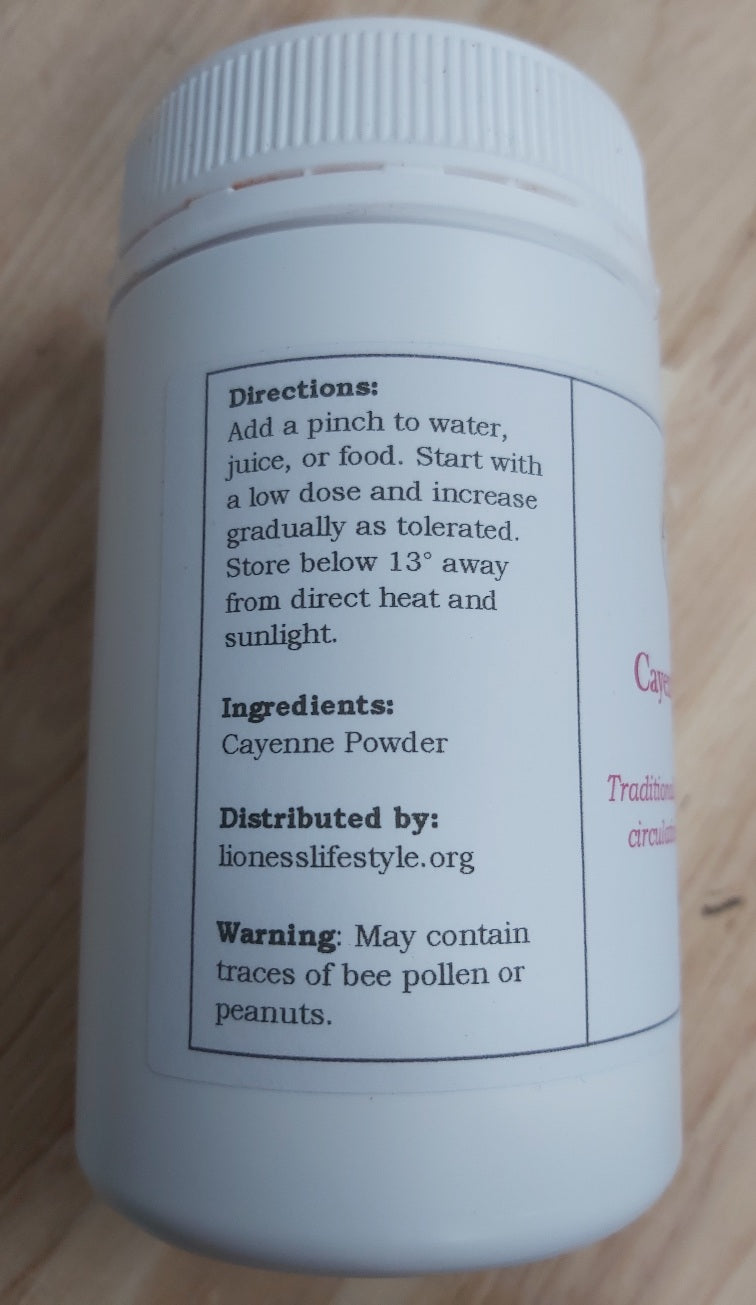 Directions:
Add a pinch to water,
juice, or food. Start with
a low dose and increase
gradually as tolerated.
Store below 13° away
from direct heat and
sunlight.
Ingredients:
Cayenne Powder
Distributed by:
lionesslifestyle.org
Warning: May contain
traces of bee pollen or
peanuts.